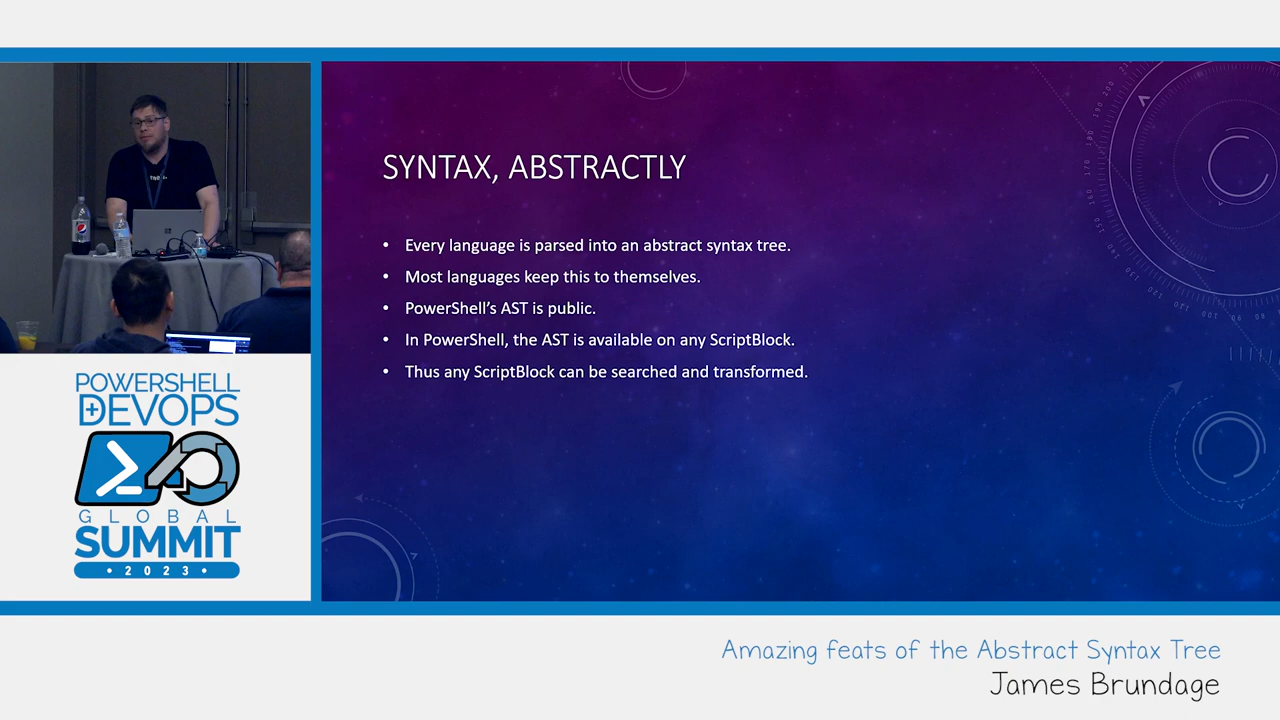 SYNTAX, ABSTRACTLY
• Every language is parsed into an abstract syntax tree.
• Most languages keep this to themselves.
• PowerShell's AST is public.
• In PowerShell, the AST is available on any ScriptBlock.
• Thus any ScriptBlock can be searched and transformed.
POWERSHELL
+ DEVOPS
GLOBAL
SUMMIT
• 2023 •
Amazing feats of the Abstract Syntax Tree
James Brundage